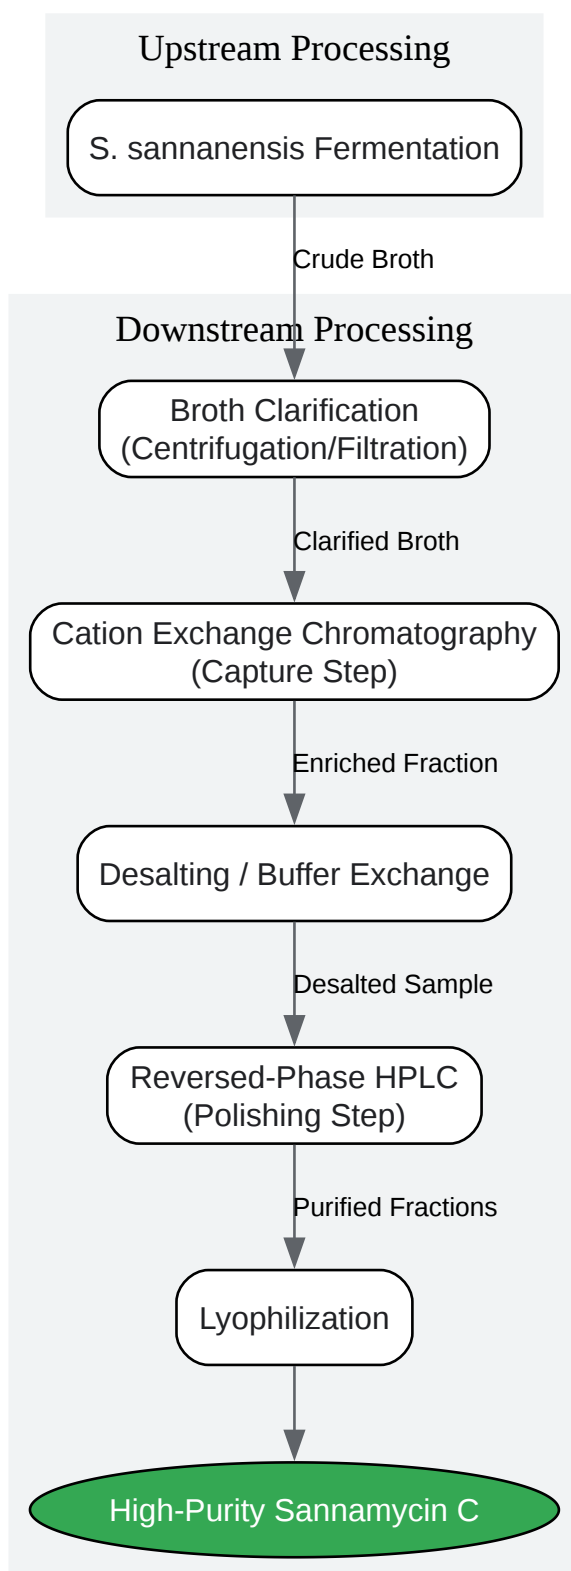 Upstream Processing
S. sannanensis Fermentation
Crude Broth
Downstream Processing
Broth Clarification
(Centrifugation/Filtration)
Clarified Broth
Cation Exchange Chromatography
(Capture Step)
Enriched Fraction
Desalting / Buffer Exchange
Desalted Sample
Reversed-Phase HPLC
(Polishing Step)
Purified Fractions
Lyophilization
High-Purity Sannamycin C